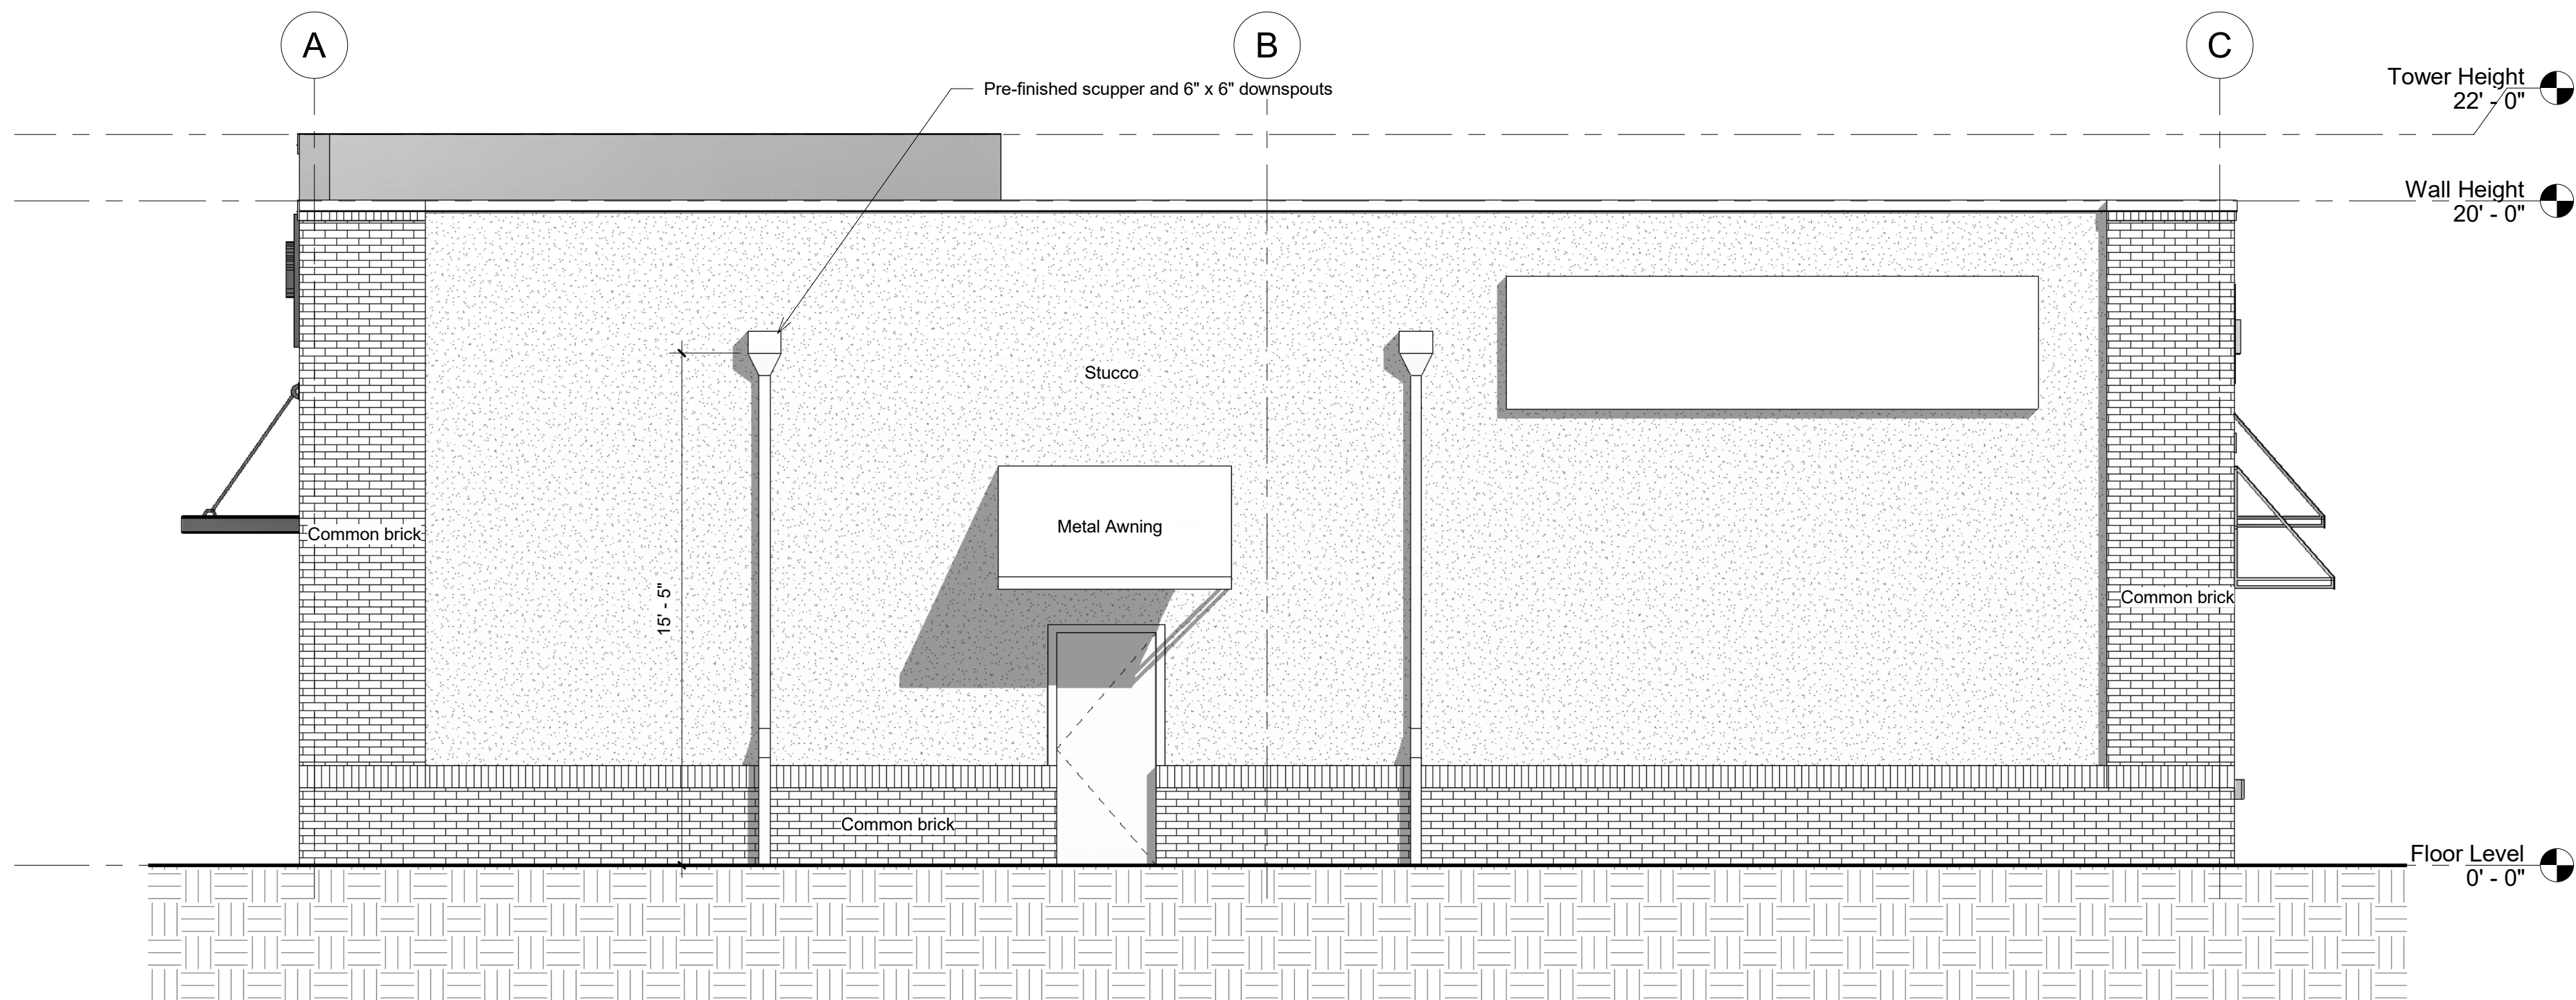 A
B
C
Pre-finished scupper and 6" x 6" downspouts
Tower Height
22' - 0"
Wall Height
20' - 0"
Stucco
Metal Awning
Common brick
15' - 5"
Common brick
Common brick
Floor Level
0' - 0"